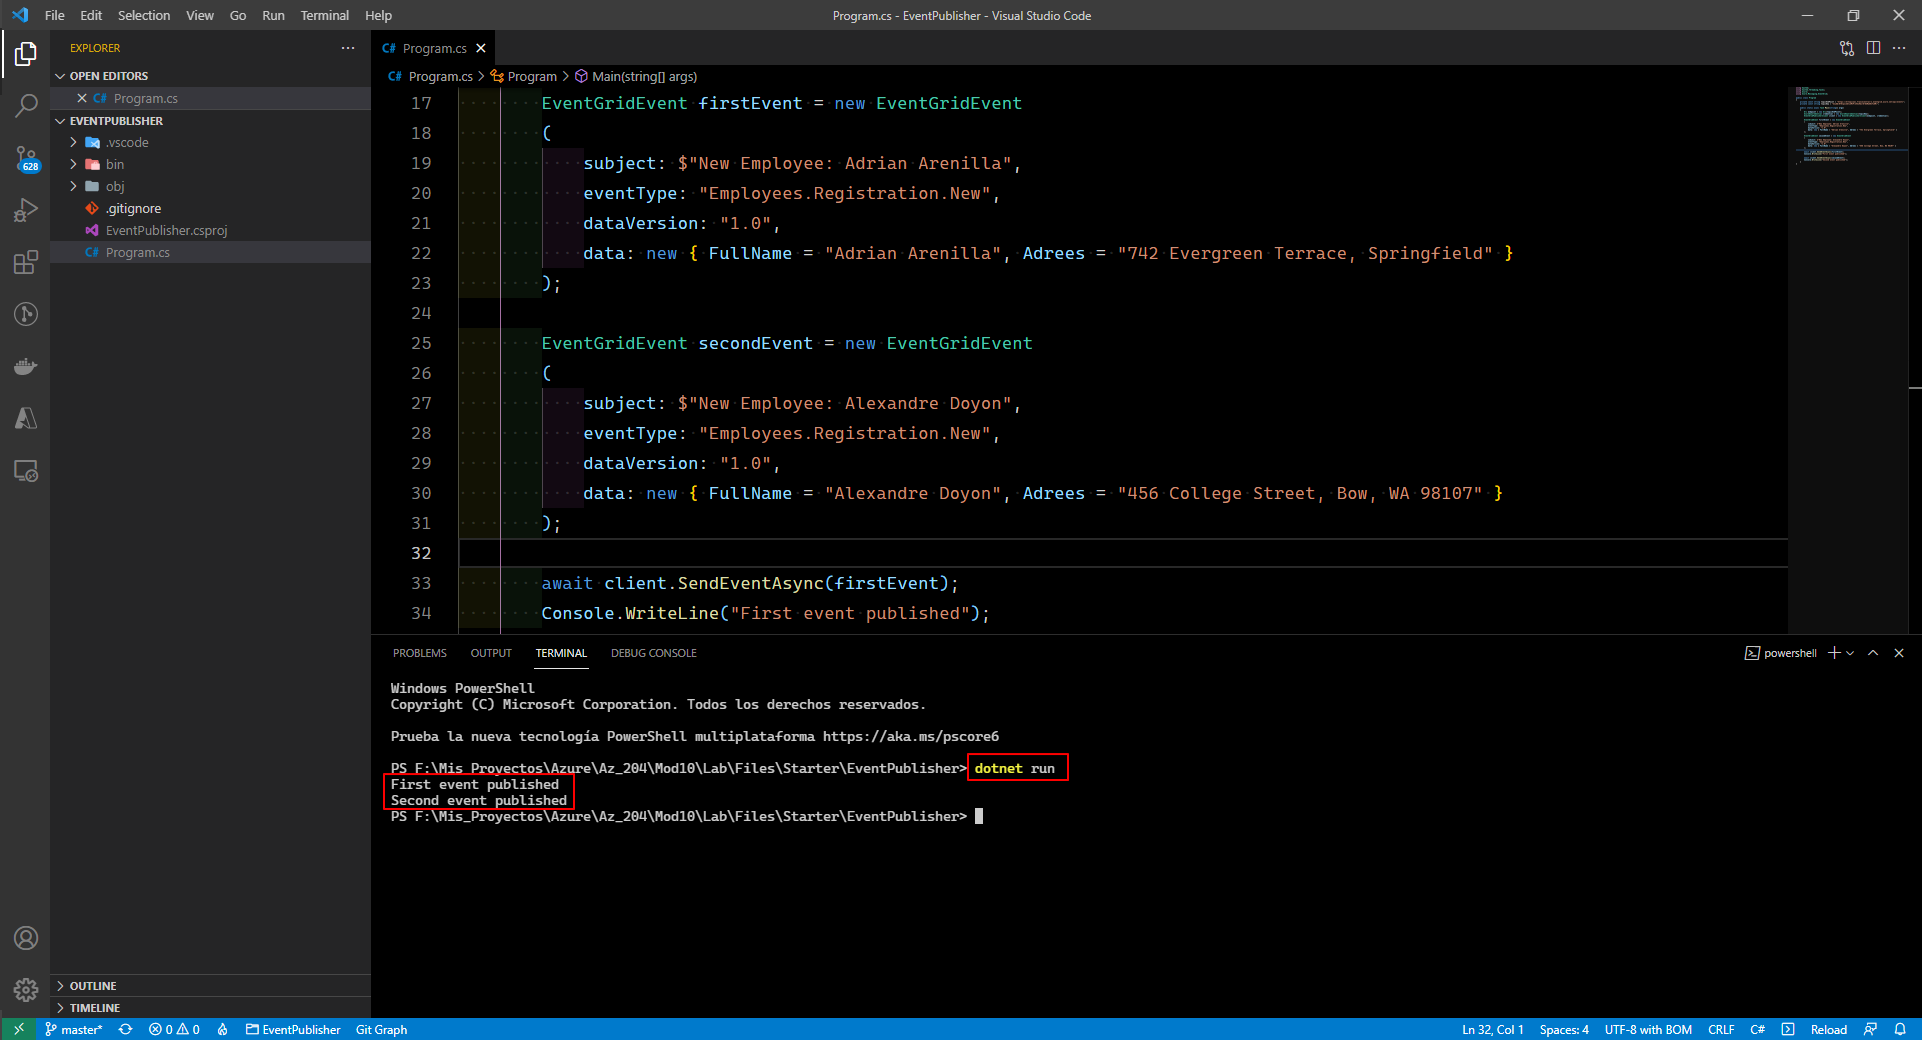 File Edit Selection View Go Run Terminal Help
Program.cs - EventPublisher - Visual Studio Code
EXPLORER
OPEN EDITORS
C# Program.cs
EVENTPUBLISHER
.vscode
bin
obj
.gitignore
EventPublisher.csproj
C# Program.cs
OUTLINE
TIMELINE
628
C# Program.cs
C# Program.cs > Program > Main(string[] args)
17 EventGridEvent firstEvent = new EventGridEvent
18 (
19 subject: $"New Employee: Adrian Arenilla",
20 eventType: "Employees.Registration.New",
21 dataVersion: "1.0",
22 data: new { FullName = "Adrian Arenilla", Adrees = "742 Evergreen Terrace, Springfield" }
23 );
24
25 EventGridEvent secondEvent = new EventGridEvent
26 (
27 subject: $"New Employee: Alexandre Doyon",
28 eventType: "Employees.Registration.New",
29 dataVersion: "1.0",
30 data: new { FullName = "Alexandre Doyon", Adrees = "456 College Street, Bow, WA 98107" }
31 );
32
33 await client.SendEventAsync(firstEvent);
34 Console.WriteLine("First event published");
PROBLEMS OUTPUT TERMINAL DEBUG CONSOLE
powershell
Windows PowerShell
Copyright (C) Microsoft Corporation. Todos los derechos reservados.
Prueba la nueva tecnología PowerShell multiplataforma https://aka.ms/pscore6
PS F:\Mis_Proyectos\Azure\Az_204\Mod10\Lab\Files\Starter\EventPublisher> dotnet run
First event published
Second event published
PS F:\Mis_Proyectos\Azure\Az_204\Mod10\Lab\Files\Starter\EventPublisher>
master* 0 0 EventPublisher Git Graph
Ln 32, Col 1 Spaces: 4 UTF-8 with BOM CRLF C# Reload